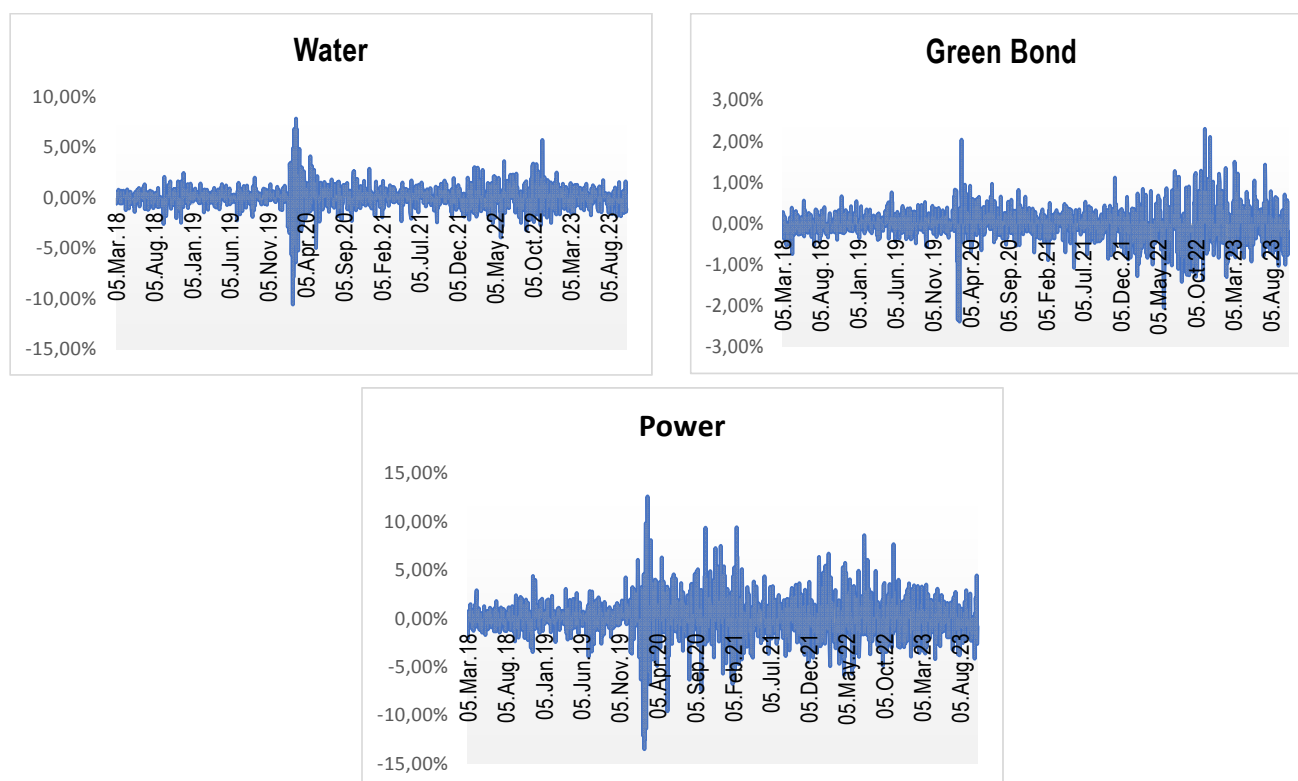 Water
10,00%
5,00%
0,00%
-5,00%
-10,00%
-15,00%
05.Mar.18
05.Aug.18
05.Jan.19
05.Jun.19
05.Nov.19
05.Apr.20
05.Sep.20
05.Feb.21
05.Jul.21
05.Dec.21
05.May.22
05.Oct.22
05.Mar.23
05.Aug.23
Green Bond
3,00%
2,00%
1,00%
0,00%
-1,00%
-2,00%
-3,00%
05.Mar.18
05.Aug.18
05.Jan.19
05.Jun.19
05.Nov.19
05.Apr.20
05.Sep.20
05.Feb.21
05.Jul.21
05.Dec.21
05.May.22
05.Oct.22
05.Mar.23
05.Aug.23
Power
15,00%
10,00%
5,00%
0,00%
-5,00%
-10,00%
-15,00%
05.Mar.18
05.Aug.18
05.Jan.19
05.Jun.19
05.Nov.19
05.Apr.20
05.Sep.20
05.Feb.21
05.Jul.21
05.Dec.21
05.May.22
05.Oct.22
05.Mar.23
05.Aug.23